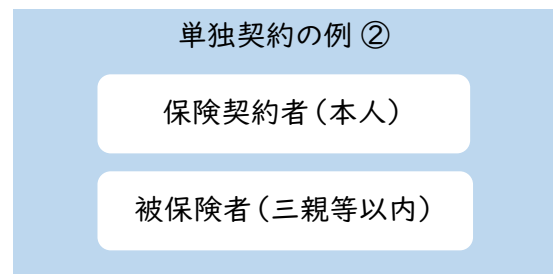 単独契約の例②
保険契約者（本人）
被保険者（三親等以内）